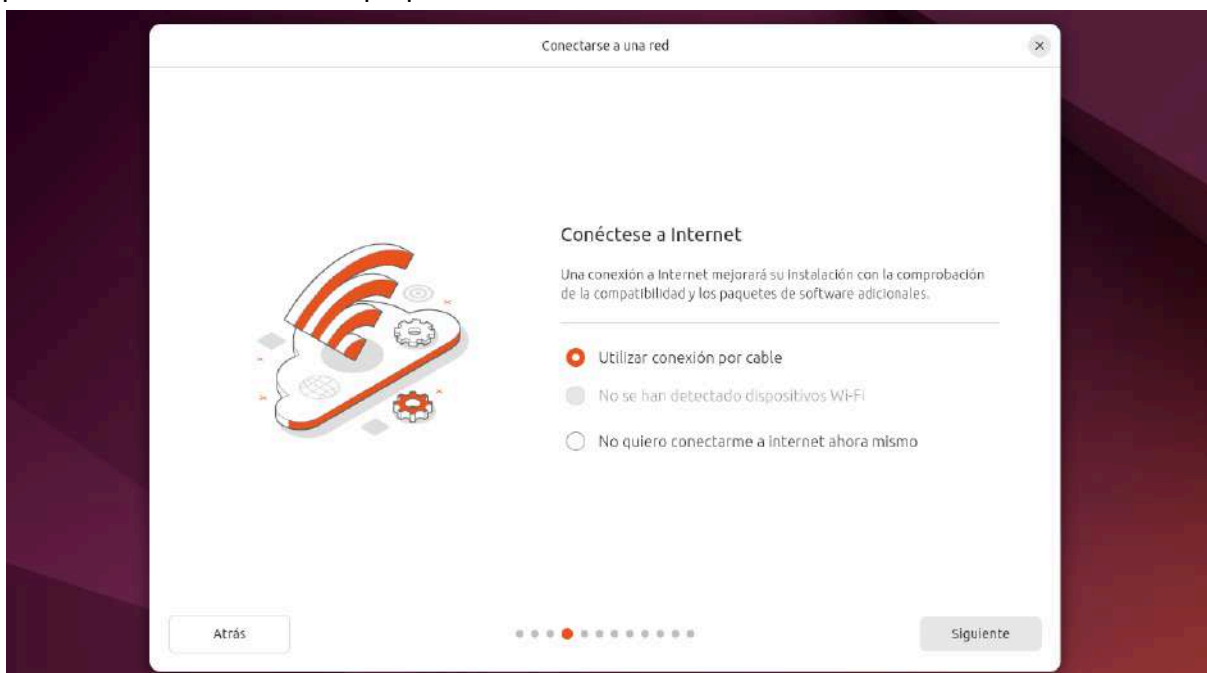 Conectarse a una red
Conéctese a Internet
Una conexión a Internet mejorará su instalación con la comprobación
de la compatibilidad y los paquetes de software adicionales.
Utilizar conexión por cable
No se han detectado dispositivos Wi-Fi
No quiero conectarme a internet ahora mismo
Atrás
Siguiente